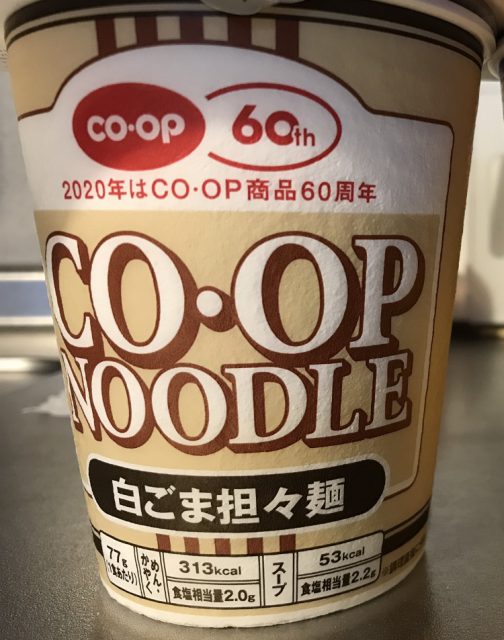 CO·OP 60th
2020年はCO·OP商品60周年
CO·OP
NOODLE
白ごま担々麺
77g
(1食あたり)
めん・
かやく
313kcal
食塩相当量2.0g
スープ
53kcal
食塩相当量2.2g